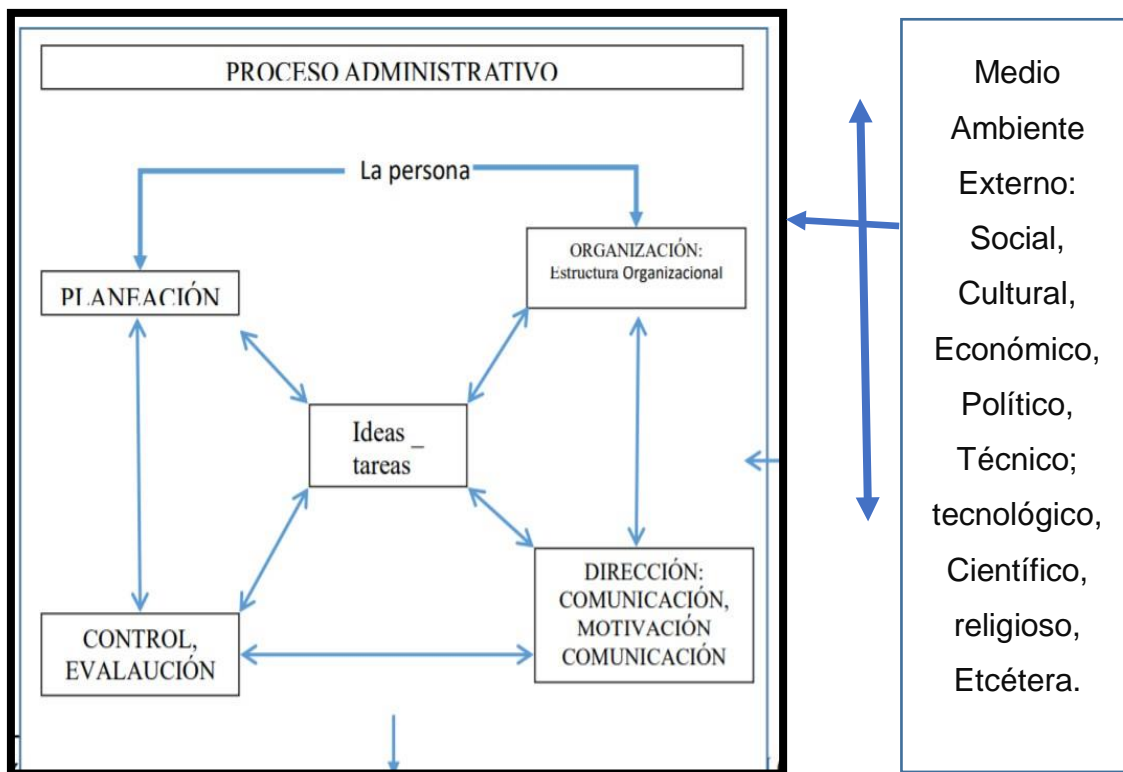 PROCESO ADMINISTRATIVO
La persona
ORGANIZACIÓN:
Estructura Organizacional
PLANEACIÓN
Ideas _
tareas
DIRECCIÓN:
COMUNICACIÓN,
MOTIVACIÓN
COMUNICACIÓN
CONTROL,
EVALAUCIÓN
Medio
Ambiente
Externo:
Social,
Cultural,
Económico,
Político,
Técnico;
tecnológico,
Científico,
religioso,
Etcétera.